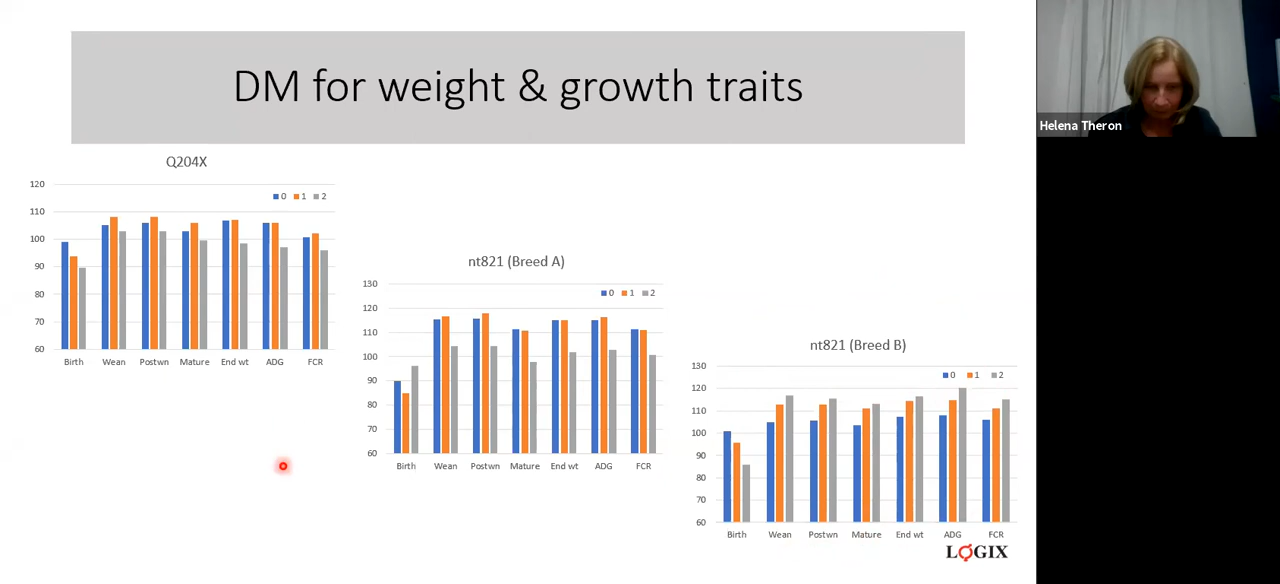 DM for weight & growth traits
Helena Theron
Q204X
0 1 2
120
110
100
90
80
70
60
Birth Wean Postwn Mature End wt ADG FCR
nt821 (Breed A)
0 1 2
130
120
110
100
90
80
70
60
Birth Wean Postwn Mature End wt ADG FCR
nt821 (Breed B)
0 1 2
130
120
110
100
90
80
70
60
Birth Wean Postwn Mature End wt ADG FCR
LOGIX